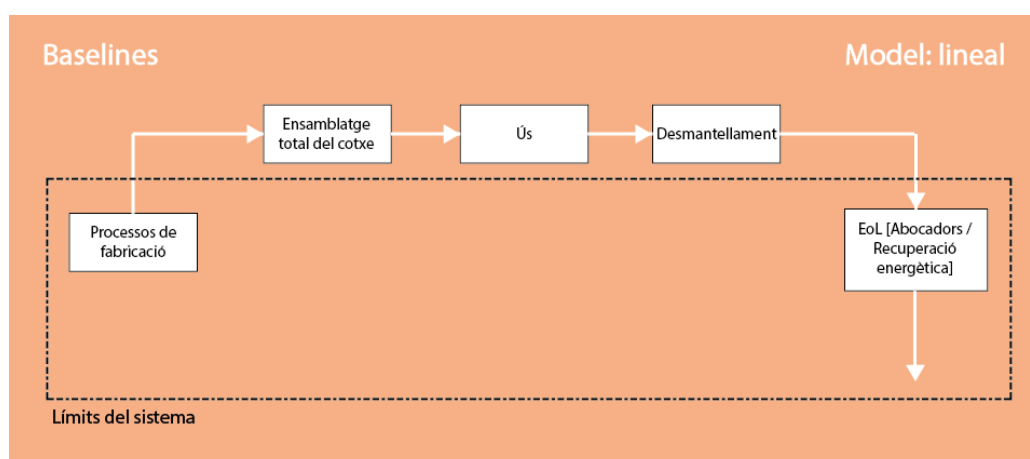 Baselines
Model: lineal
Ensamblatge
total del cotxe
Ús
Desmantellament
Processos de
fabricació
EoL [Abocadors /
Recuperació
energètica]
Límits del sistema